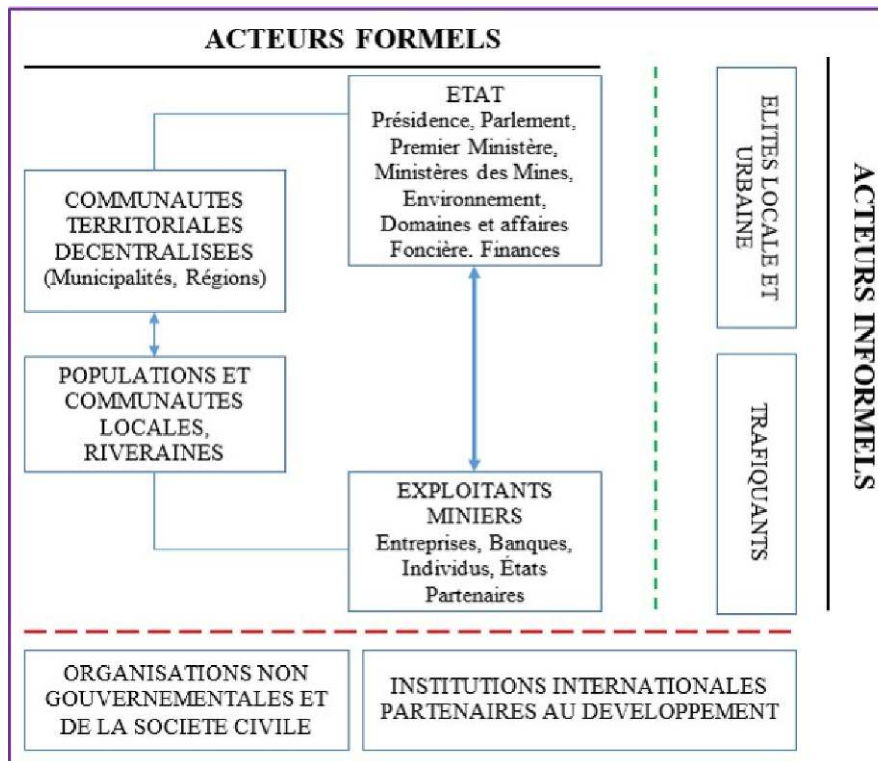 ACTEURS FORMELS
ETAT
Présidence, Parlement,
Premier Ministère,
Ministères des Mines,
Environnement,
Domaines et affaires
Foncière. Finances
COMMUNAUTES
TERRITORIALES
DECENTRALISEES
(Municipalités, Régions)
POPULATIONS ET
COMMUNAUTES
LOCALES,
RIVERAINES
EXPLOITANTS
MINIERS
Entreprises, Banques,
Individus, États
Partenaires
ELITES LOCALE ET
URBAINE
TRAFIQUANTS
ACTEURS INFORMELS
ORGANISATIONS NON
GOUVERNEMENTALES ET
DE LA SOCIETE CIVILE
INSTITUTIONS INTERNATIONALES
PARTENAIRES AU DEVELOPPEMENT